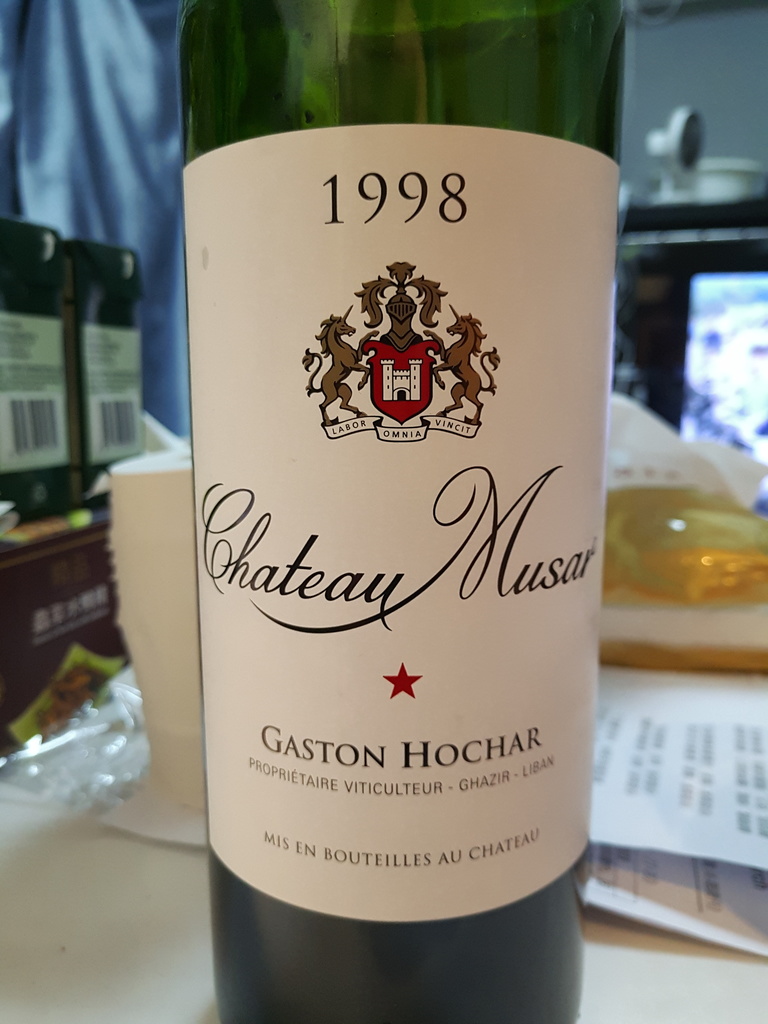 1998
LABOR OMNIA VINCIT
Chateau Musar
GASTON HOCHAR
PROPRIÉTAIRE VITICULTEUR - GHAZIR - LIBAN
MIS EN BOUTEILLES AU CHATEAU